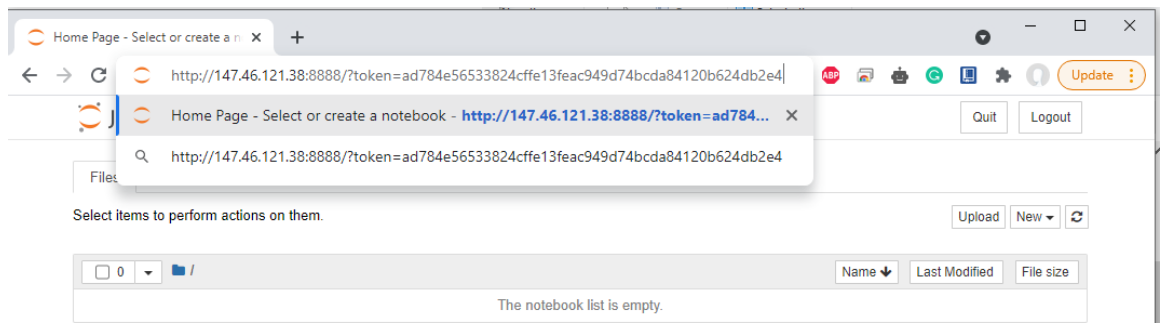 Home Page - Select or create a n
http://147.46.121.38:8888/?token=ad784e56533824cffe13feac949d74bcda84120b624db2e4
ABP
G
Update
J
Home Page - Select or create a notebook - http://147.46.121.38:8888/?token=ad784...
Quit
Logout
http://147.46.121.38:8888/?token=ad784e56533824cffe13feac949d74bcda84120b624db2e4
Files
Select items to perform actions on them.
Upload
New
0
/
Name
Last Modified
File size
The notebook list is empty.